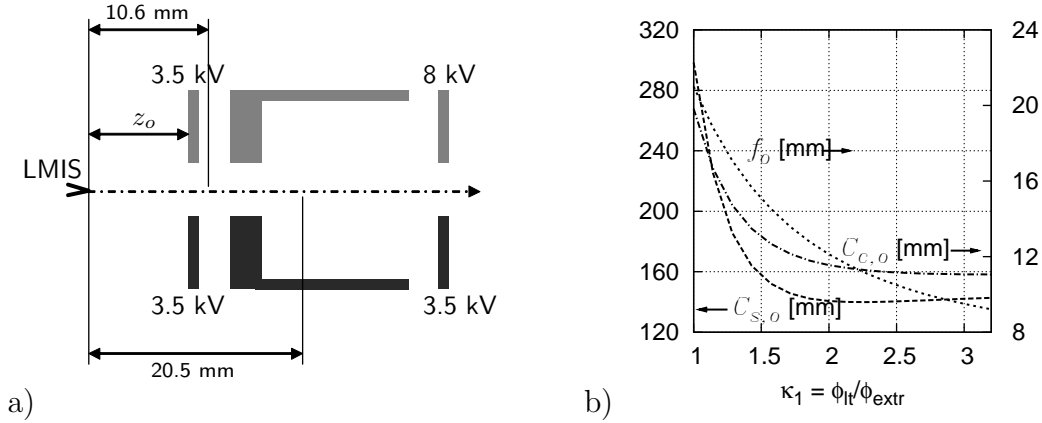 10.6 mm
3.5 kV
8 kV
z_o
LMIS
3.5 kV
3.5 kV
20.5 mm
a)
320
280
240
200
160
120
24
20
16
12
8
f_o [mm]
C_{c,o} [mm]
C_{s,o} [mm]
1
1.5
2
2.5
3
κ_1 = ϕ_lt/ϕ_extr
b)